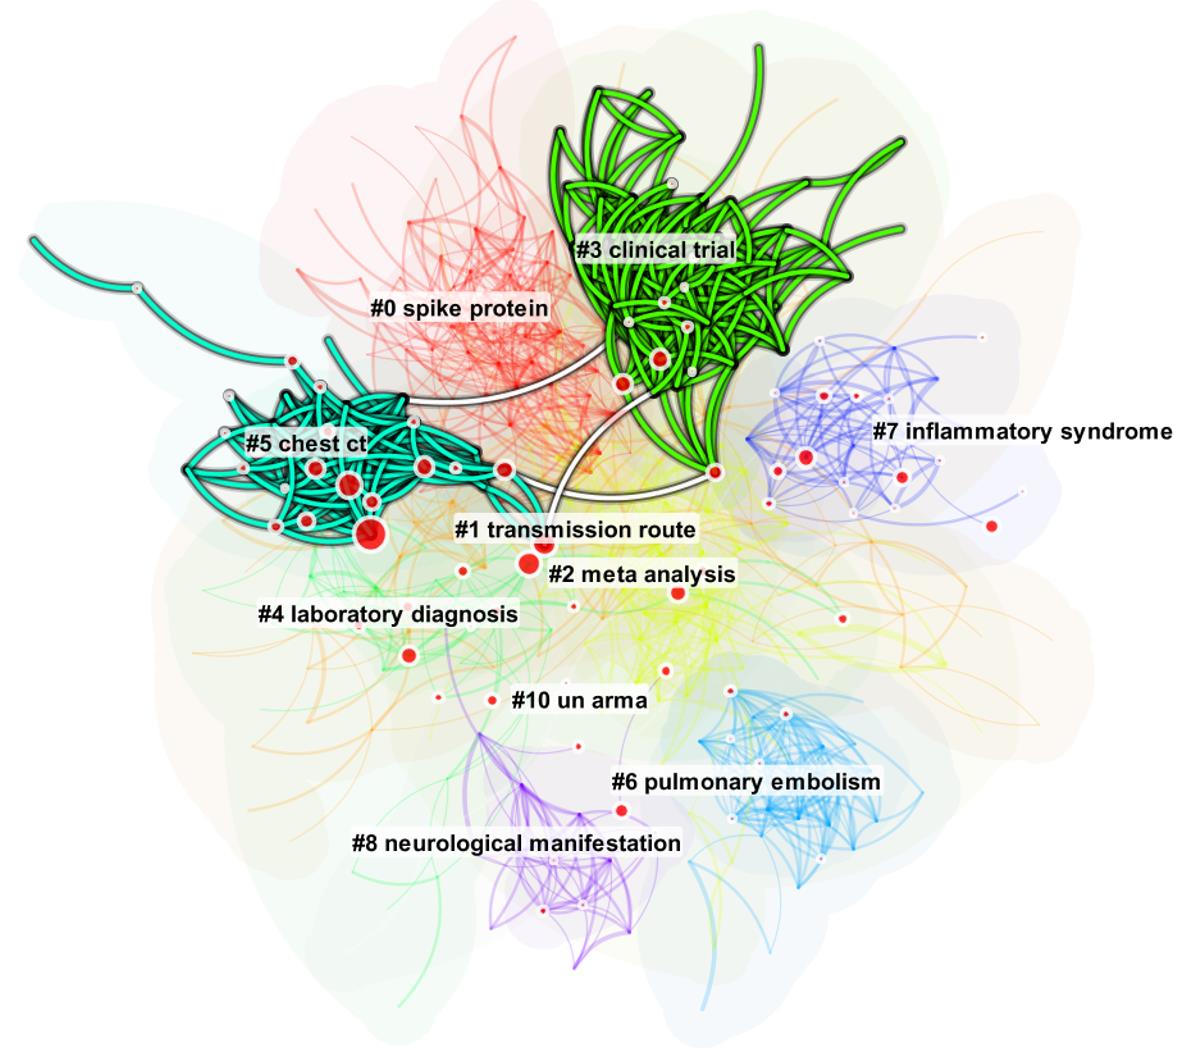 #3 clinical trial
#0 spike protein
#7 inflammatory syndrome
#5 chest ct
#1 transmission route
#2 meta analysis
#4 laboratory diagnosis
#10 un arma
#6 pulmonary embolism
#8 neurological manifestation